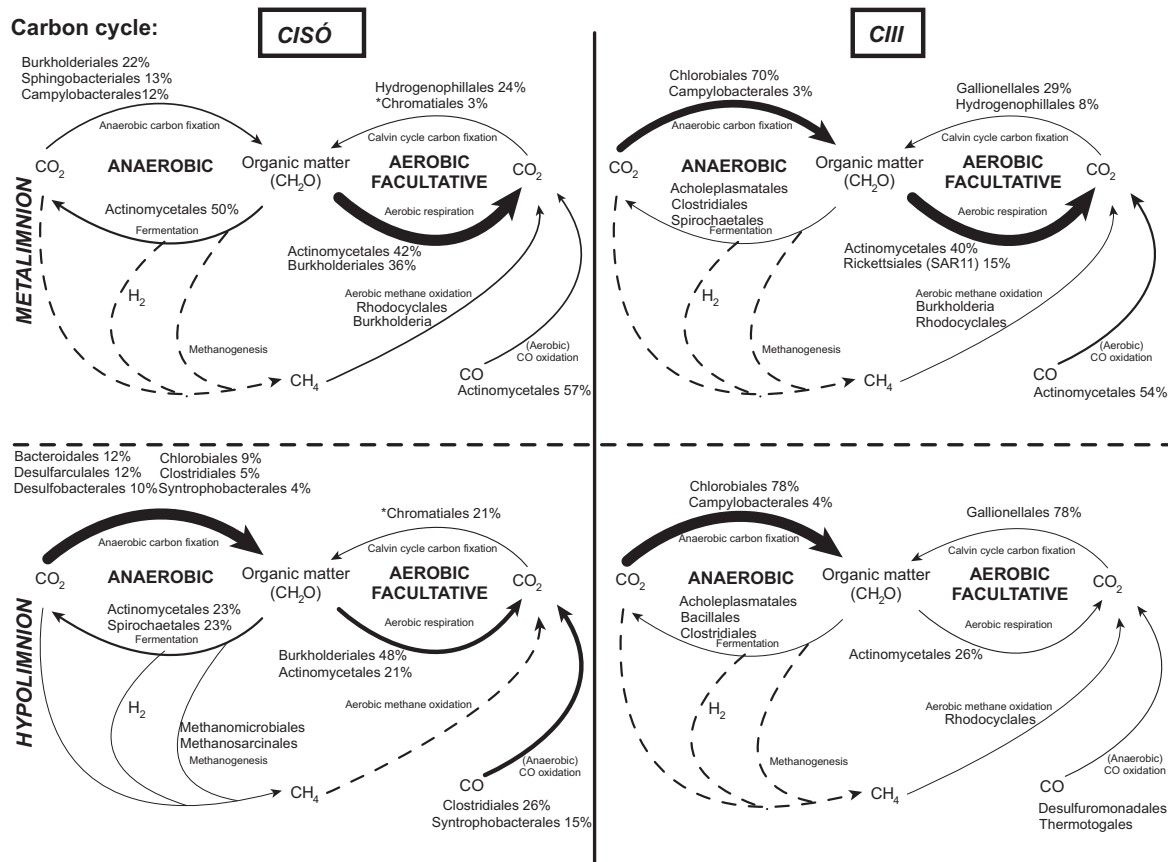 Carbon cycle:
CISÓ
CIII
METALIMNION
Burkholderiales 22%
Sphingobacteriales 13%
Campylobacterales12%
Anaerobic carbon fixation
Hydrogenophillales 24%
*Chromatiales 3%
Calvin cycle carbon fixation
CO2
ANAEROBIC
Organic matter
(CH2O)
AEROBIC
FACULTATIVE
CO2
Actinomycetales 50%
Fermentation
Aerobic respiration
Actinomycetales 42%
Burkholderiales 36%
H2
Aerobic methane oxidation
Rhodocyclales
Burkholderia
Methanogenesis
(Aerobic)
CO oxidation
CH4
CO
Actinomycetales 57%
Chlorobiales 70%
Campylobacterales 3%
Anaerobic carbon fixation
Gallionellales 29%
Hydrogenophillales 8%
Calvin cycle carbon fixation
CO2
ANAEROBIC
Organic matter
(CH2O)
AEROBIC
FACULTATIVE
CO2
Acholeplasmatales
Clostridiales
Spirochaetales
Fermentation
Aerobic respiration
Actinomycetales 40%
Rickettsiales (SAR11) 15%
H2
Aerobic methane oxidation
Burkholderia
Rhodocyclales
Methanogenesis
(Aerobic)
CO oxidation
CH4
CO
Actinomycetales 54%
HYPOLIMNION
Bacteroidales 12%
Desulfarculales 12%
Desulfobacterales 10%
Chlorobiales 9%
Clostridiales 5%
Syntrophobacterales 4%
Anaerobic carbon fixation
*Chromatiales 21%
Calvin cycle carbon fixation
CO2
ANAEROBIC
Organic matter
(CH2O)
AEROBIC
FACULTATIVE
CO2
Actinomycetales 23%
Spirochaetales 23%
Fermentation
Aerobic respiration
Burkholderiales 48%
Actinomycetales 21%
H2
Aerobic methane oxidation
Methanomicrobiales
Methanosarcinales
Methanogenesis
(Anaerobic)
CO oxidation
CH4
CO
Clostridiales 26%
Syntrophobacterales 15%
Chlorobiales 78%
Campylobacterales 4%
Anaerobic carbon fixation
Gallionellales 78%
Calvin cycle carbon fixation
CO2
ANAEROBIC
Organic matter
(CH2O)
AEROBIC
FACULTATIVE
CO2
Acholeplasmatales
Bacillales
Clostridiales
Fermentation
Aerobic respiration
Actinomycetales 26%
H2
Aerobic methane oxidation
Rhodocyclales
Methanogenesis
(Anaerobic)
CO oxidation
CH4
CO
Desulfuromonadales
Thermotogales